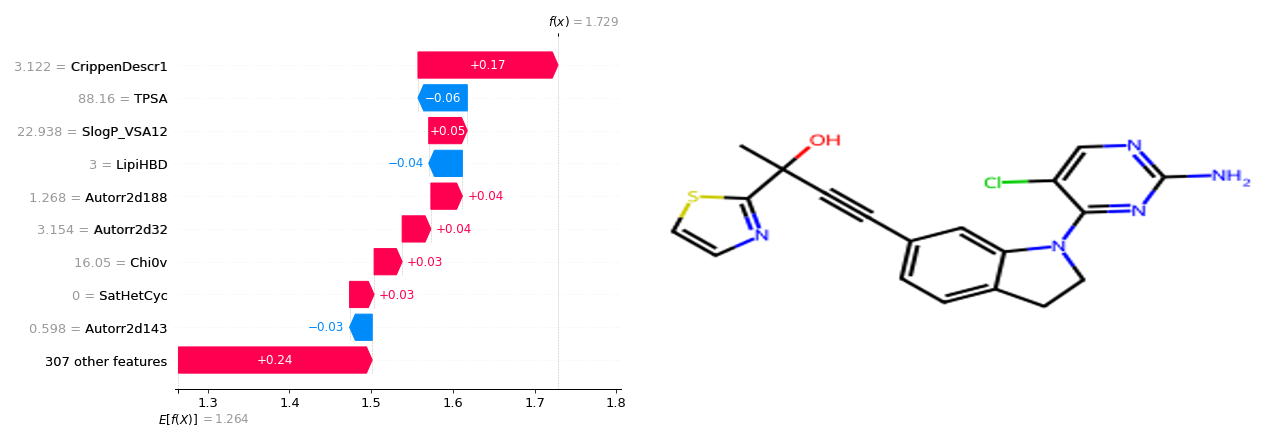 f(x) = 1.729
3.122 = CrippenDescr1
+0.17
88.16 = TPSA
−0.06
22.938 = SlogP_VSA12
+0.05
3 = LipiHBD
−0.04
1.268 = Autorr2d188
+0.04
3.154 = Autorr2d32
+0.04
16.05 = Chi0v
+0.03
0 = SatHetCyc
+0.03
0.598 = Autorr2d143
−0.03
307 other features
+0.24
1.3 1.4 1.5 1.6 1.7 1.8
E[f(X)] = 1.264
OH
S
N
Cl
N
NH2
N
N